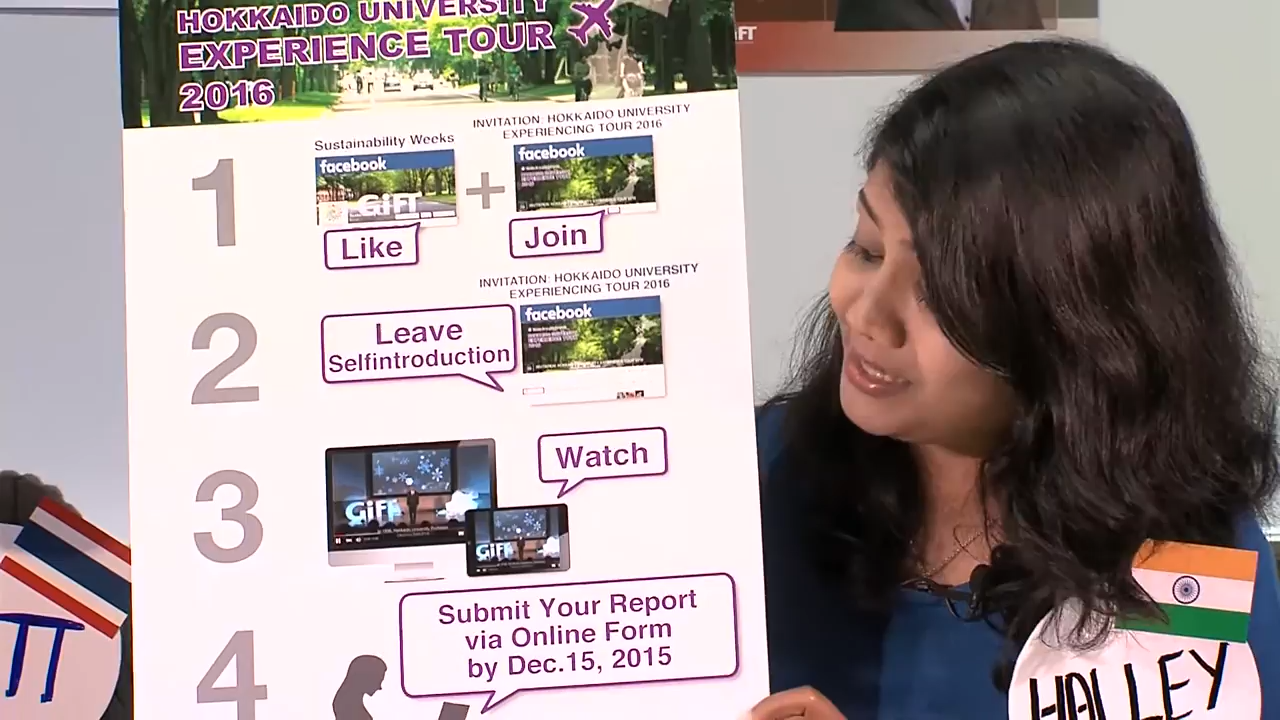 HOKKAIDO UNIVERSITY
EXPERIENCE TOUR
2016
GiFT
1
Sustainability Weeks
facebook
GiFT
Like
+
INVITATION: HOKKAIDO UNIVERSITY
EXPERIENCING TOUR 2016
facebook
Join
2
Leave
Selfintroduction
INVITATION: HOKKAIDO UNIVERSITY
EXPERIENCING TOUR 2016
facebook
3
GiFT
GiFT
Watch
4
Submit Your Report
via Online Form
by Dec.15, 2015
HALLEY